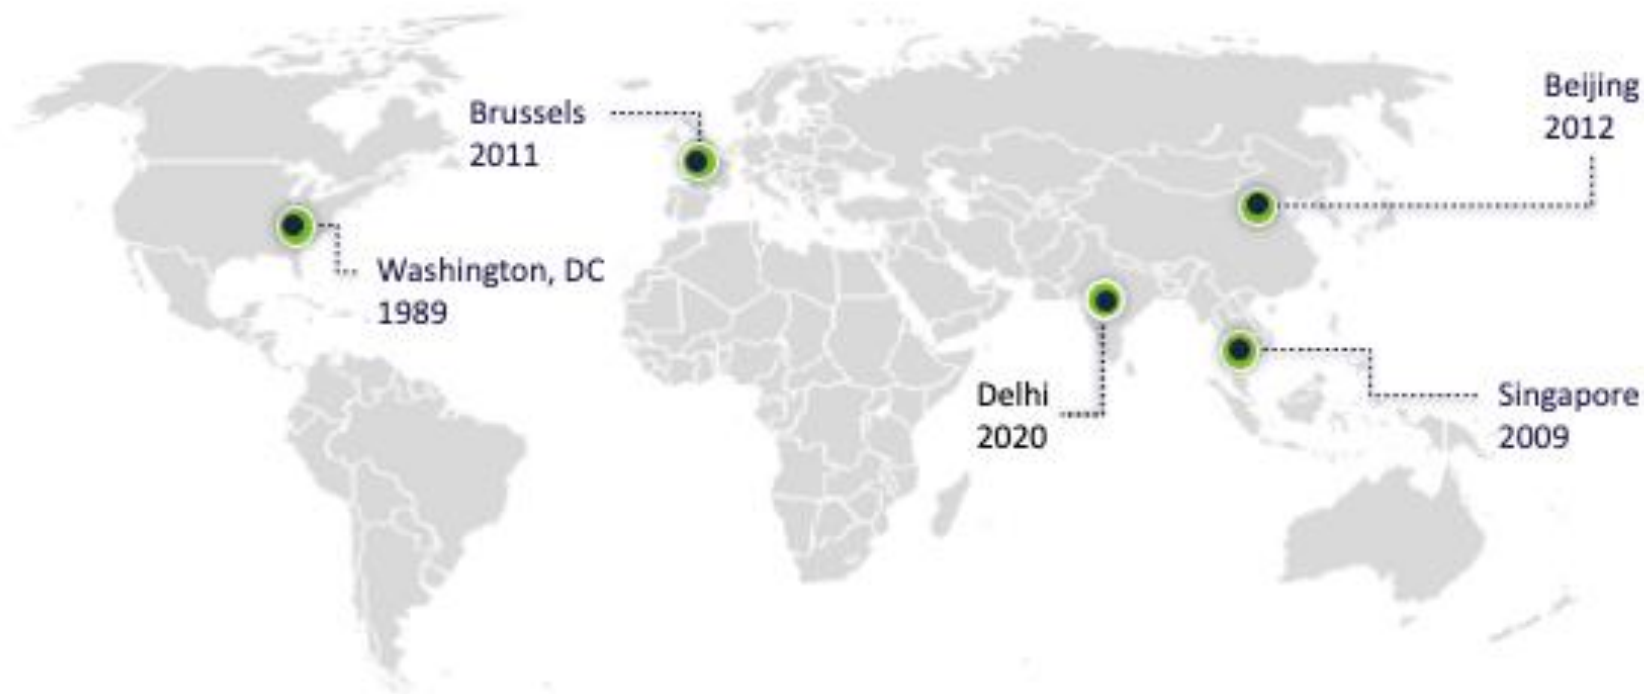 Brussels
2011
Beijing
2012
Washington, DC
1989
Delhi
2020
Singapore
2009